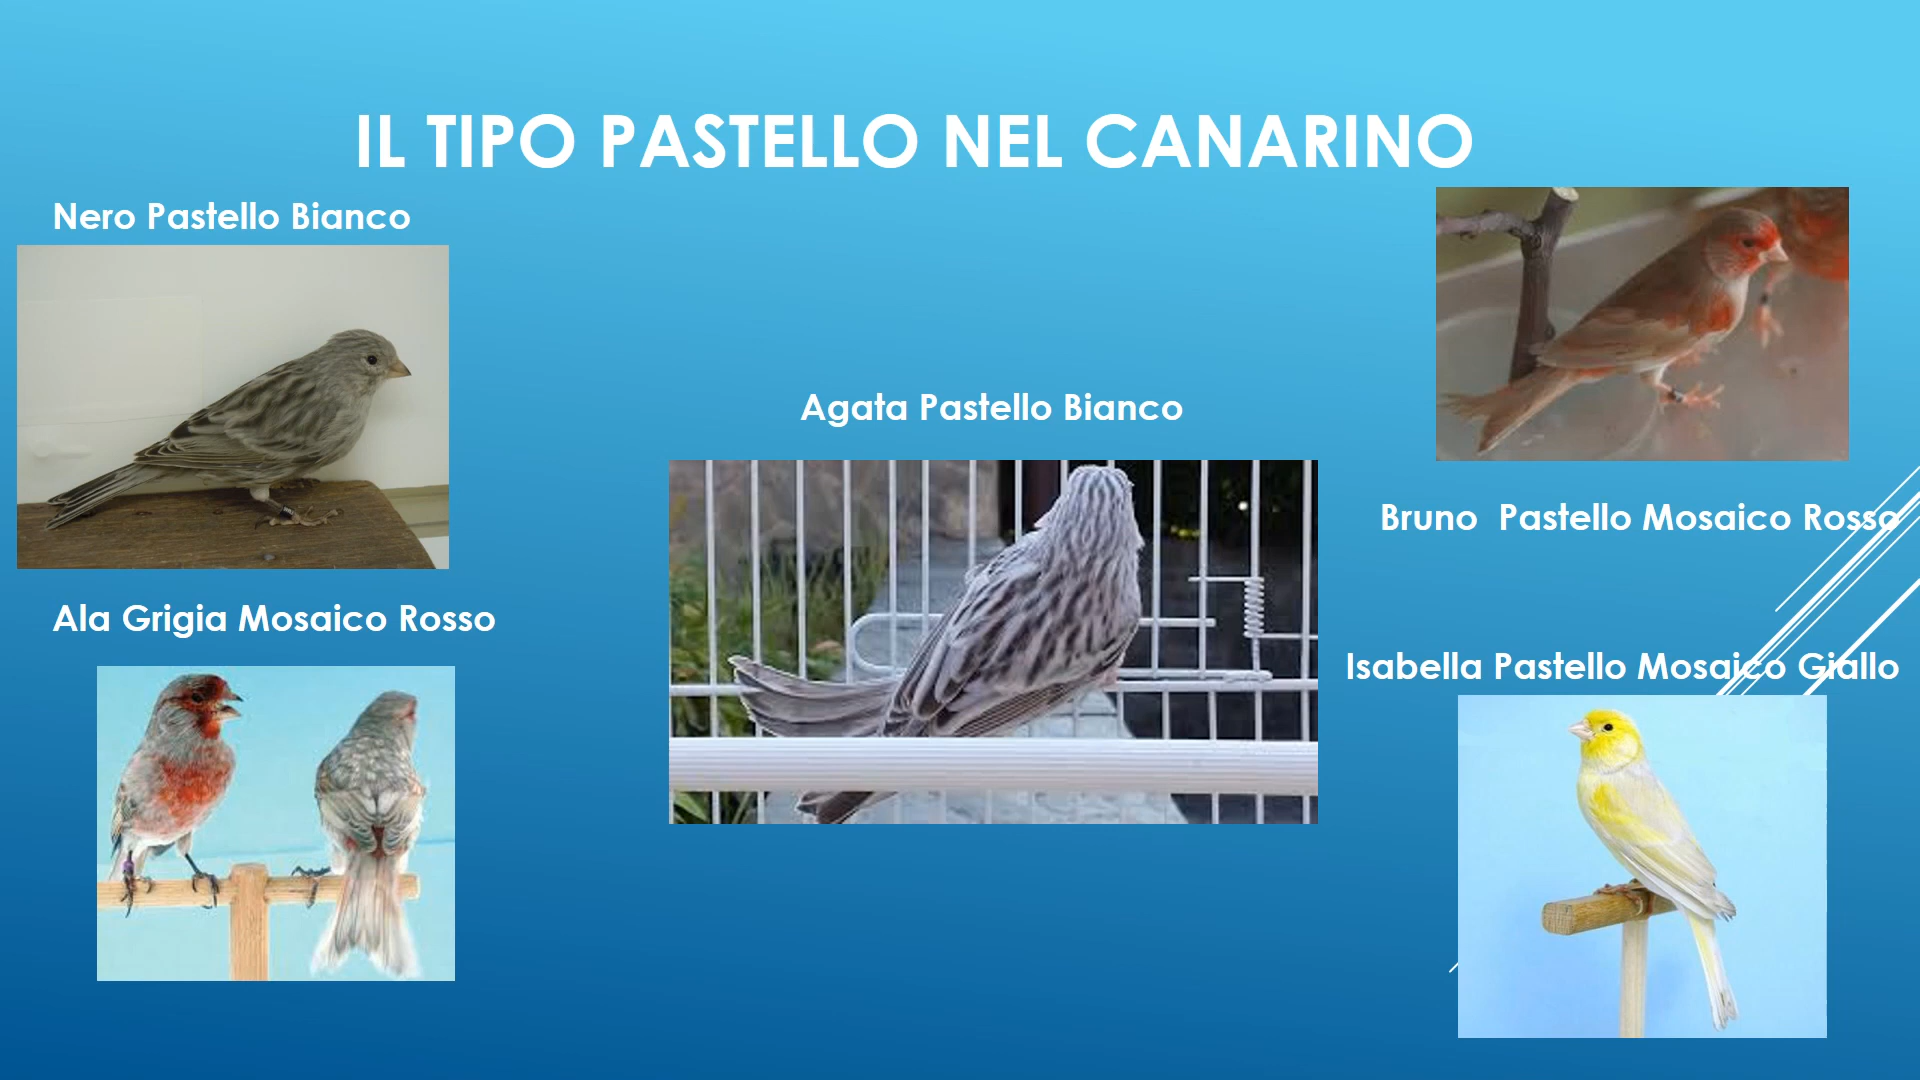 IL TIPO PASTELLO NEL CANARINO
Nero Pastello Bianco
Agata Pastello Bianco
Bruno  Pastello Mosaico Rosso
Ala Grigia Mosaico Rosso
Isabella Pastello Mosaico Giallo